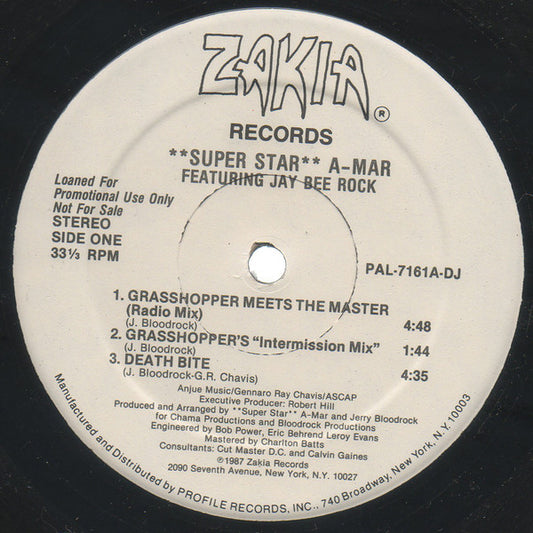 ZAKIA ®
RECORDS
**SUPER STAR** A-MAR
FEATURING JAY BEE ROCK
Loaned For
Promotional Use Only
Not For Sale
STEREO
SIDE ONE
33⅓ RPM
PAL-7161A-DJ
1. GRASSHOPPER MEETS THE MASTER
(Radio Mix) 4:48
(J. Bloodrock)
2. GRASSHOPPER'S "Intermission Mix" 1:44
(J. Bloodrock)
3. DEATH BITE 4:35
(J. Bloodrock-G.R. Chavis)
Anjue Music/Gennaro Ray Chavis/ASCAP
Executive Producer: Robert Hill
Produced and Arranged by **Super Star** A-Mar and Jerry Bloodrock
for Chama Productions and Bloodrock Productions
Engineered by Bob Power, Eric Behrend Leroy Evans
Mastered by Charlton Batts
Consultants: Cut Master D.C. and Calvin Gaines
℗1987 Zakia Records
2090 Seventh Avenue, New York, N.Y. 10027
Manufactured and Distributed by PROFILE RECORDS, INC., 740 Broadway, New York, N.Y. 10003